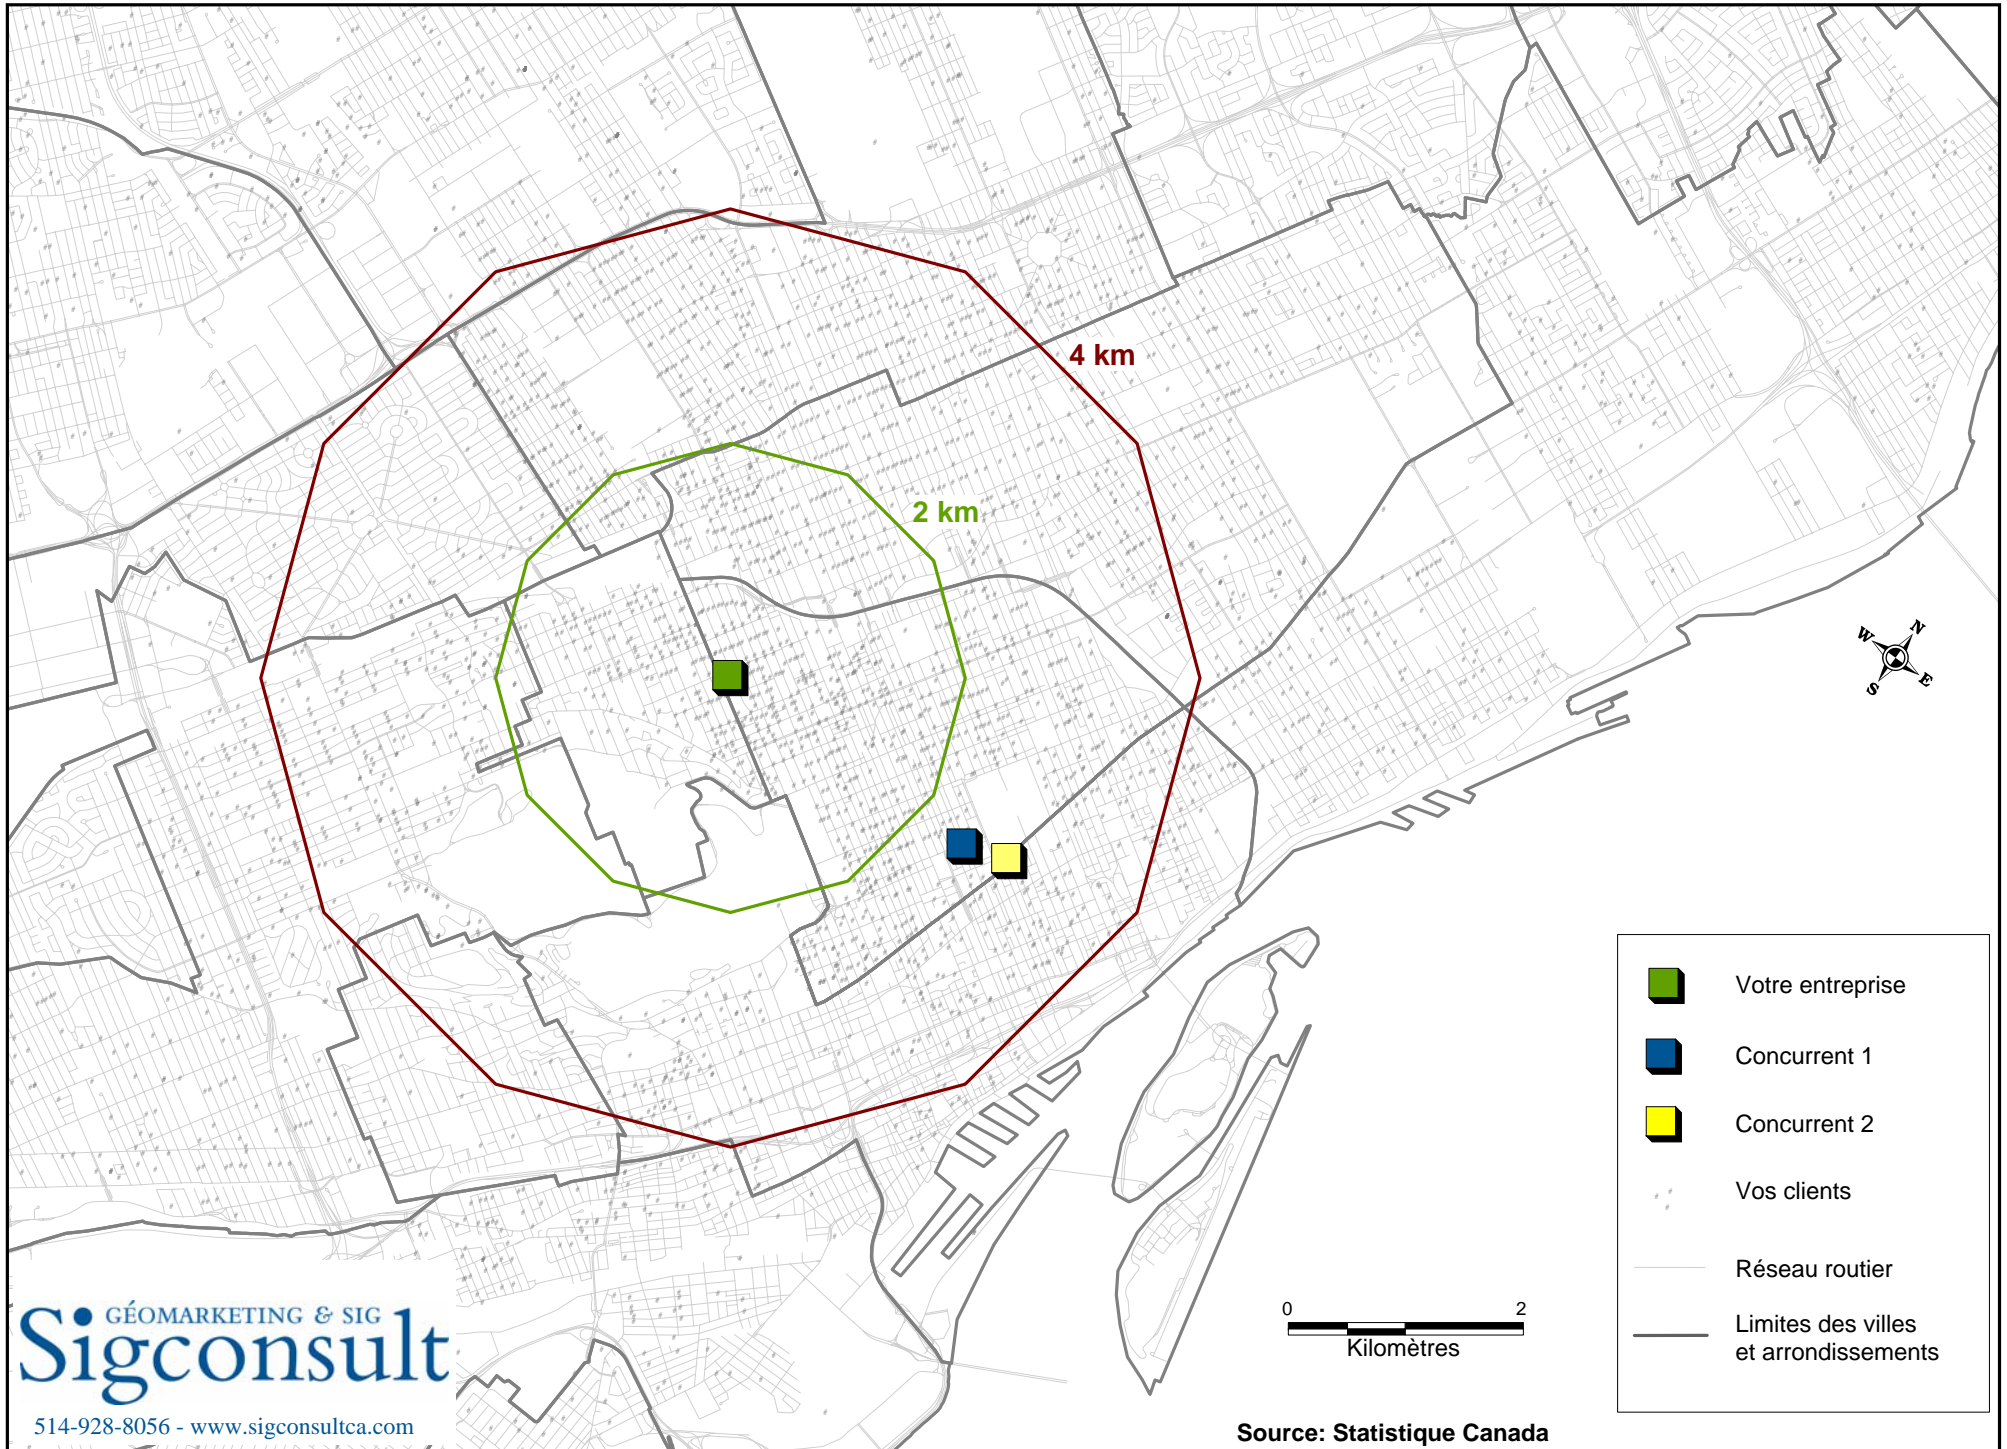 4 km
2 km
N
W
E
S
Votre entreprise
Concurrent 1
Concurrent 2
Vos clients
Réseau routier
Limites des villes
et arrondissements
0 2
Kilomètres
GÉOMARKETING & SIG
Sigconsult
514-928-8056 - www.sigconsultca.com
Source: Statistique Canada